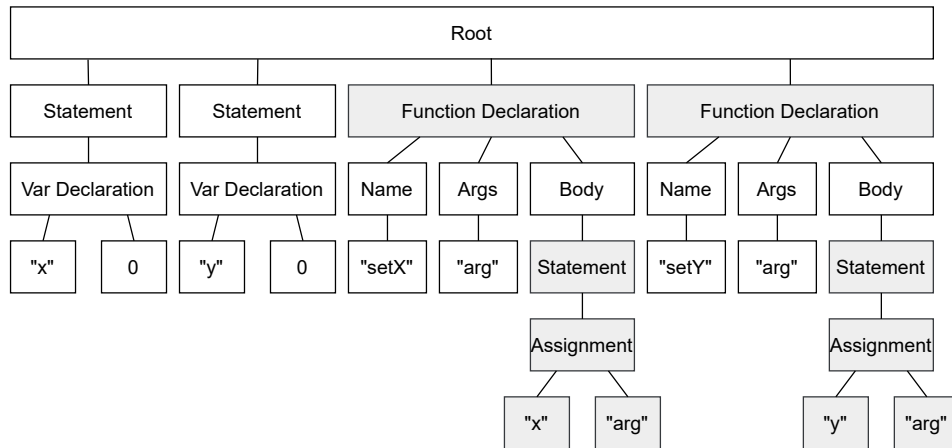 Root
Statement
Statement
Function Declaration
Function Declaration
Var Declaration
Var Declaration
Name
Args
Body
Name
Args
Body
"x"
0
"y"
0
"setX"
"arg"
Statement
"setY"
"arg"
Statement
Assignment
Assignment
"x"
"arg"
"y"
"arg"